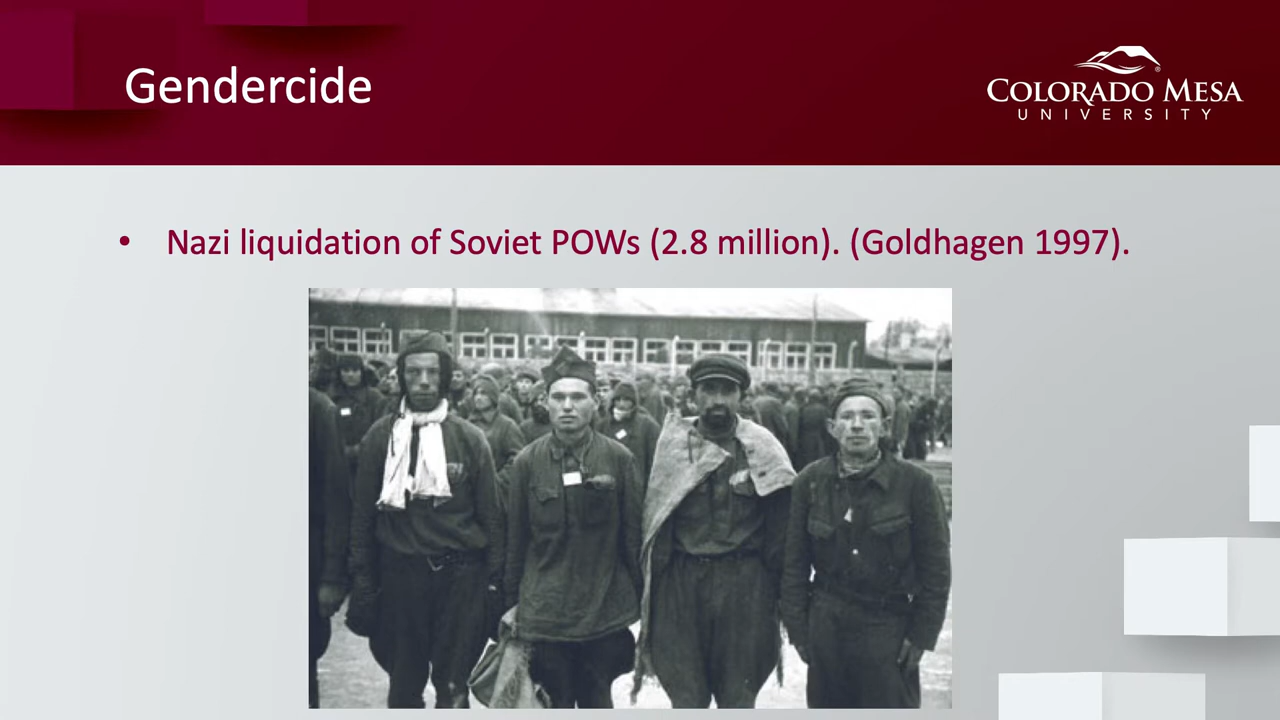 Gendercide
COLORADO MESA
UNIVERSITY
• Nazi liquidation of Soviet POWs (2.8 million). (Goldhagen 1997).